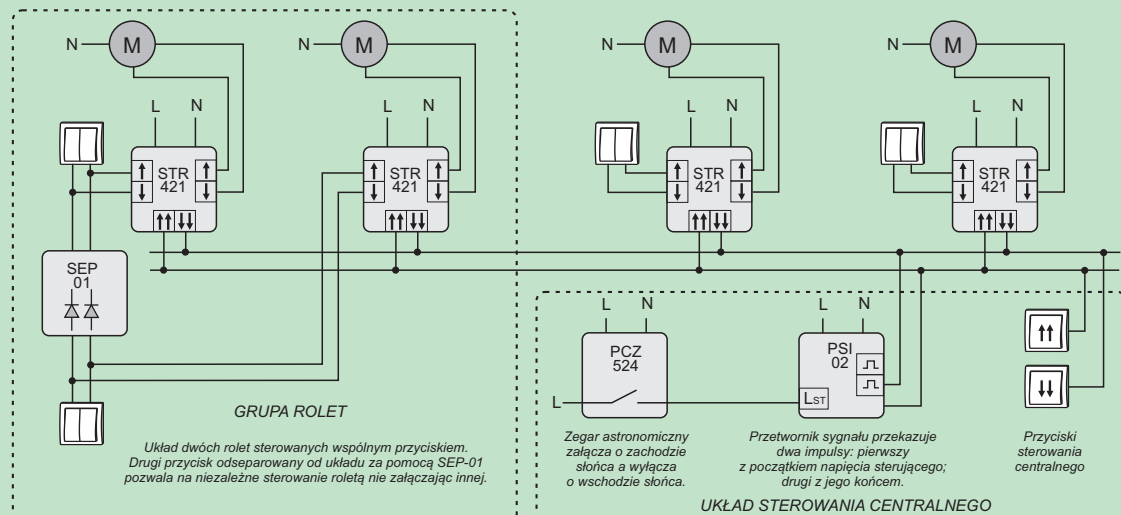 N
M
N
M
N
M
N
M
L
N
L
N
L
N
L
N
STR
421
STR
421
STR
421
STR
421
SEP
01
L
N
L
N
PCZ
524
PSI
02
L
LST
GRUPA ROLET
Układ dwóch rolet sterowanych wspólnym przyciskiem.
Drugi przycisk odseparowany od układu za pomocą SEP-01
pozwala na niezależne sterowanie roletą nie załączając innej.
Zegar astronomiczny
załącza o zachodzie
słońca a wyłącza
o wschodzie słońca.
Przetwornik sygnału przekazuje
dwa impulsy: pierwszy
z początkiem napięcia sterującego;
drugi z jego końcem.
Przyciski
sterowania
centralnego
UKŁAD STEROWANIA CENTRALNEGO